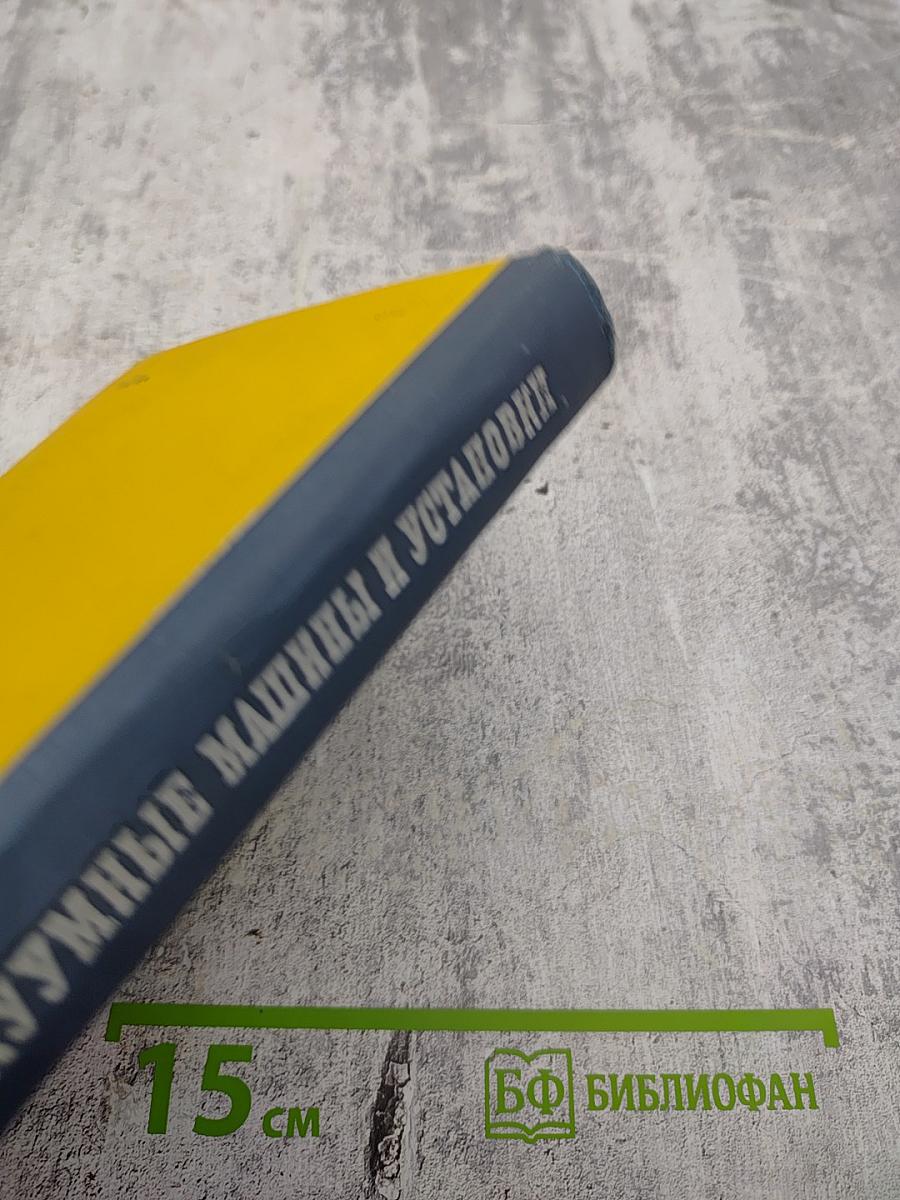 УУМНЫЕ МАШИНЫ И УСТАНОВКИ
15 см
БФ БИБЛИОФАН